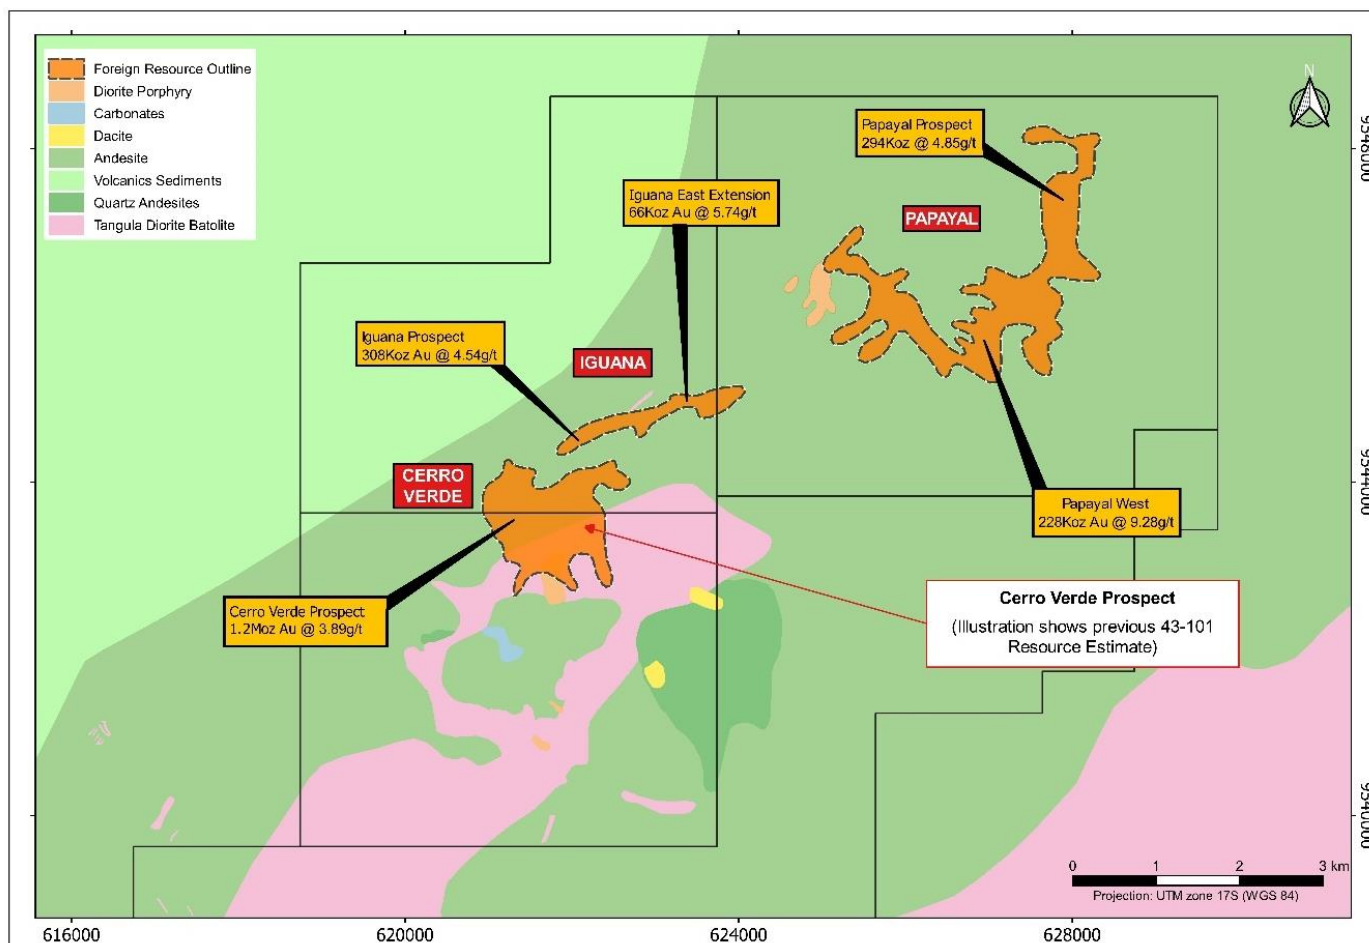 Foreign Resource Outline
Diorite Porphyry
Carbonates
Dacite
Andesite
Volcanics Sediments
Quartz Andesites
Tangula Diorite Batolite
N
Papayal Prospect
294Koz @ 4.85g/t
Iguana East Extension
66Koz Au @ 5.74g/t
PAPAYAL
Iguana Prospect
308Koz Au @ 4.54g/t
IGUANA
CERRO
VERDE
Papayal West
228Koz Au @ 9.28g/t
Cerro Verde Prospect
1.2Moz Au @ 3.89g/t
Cerro Verde Prospect
(Illustration shows previous 43-101
Resource Estimate)
9548000
9544000
9540000
0 1 2 3 km
Projection: UTM zone 17S (WGS 84)
616000 620000 624000 628000